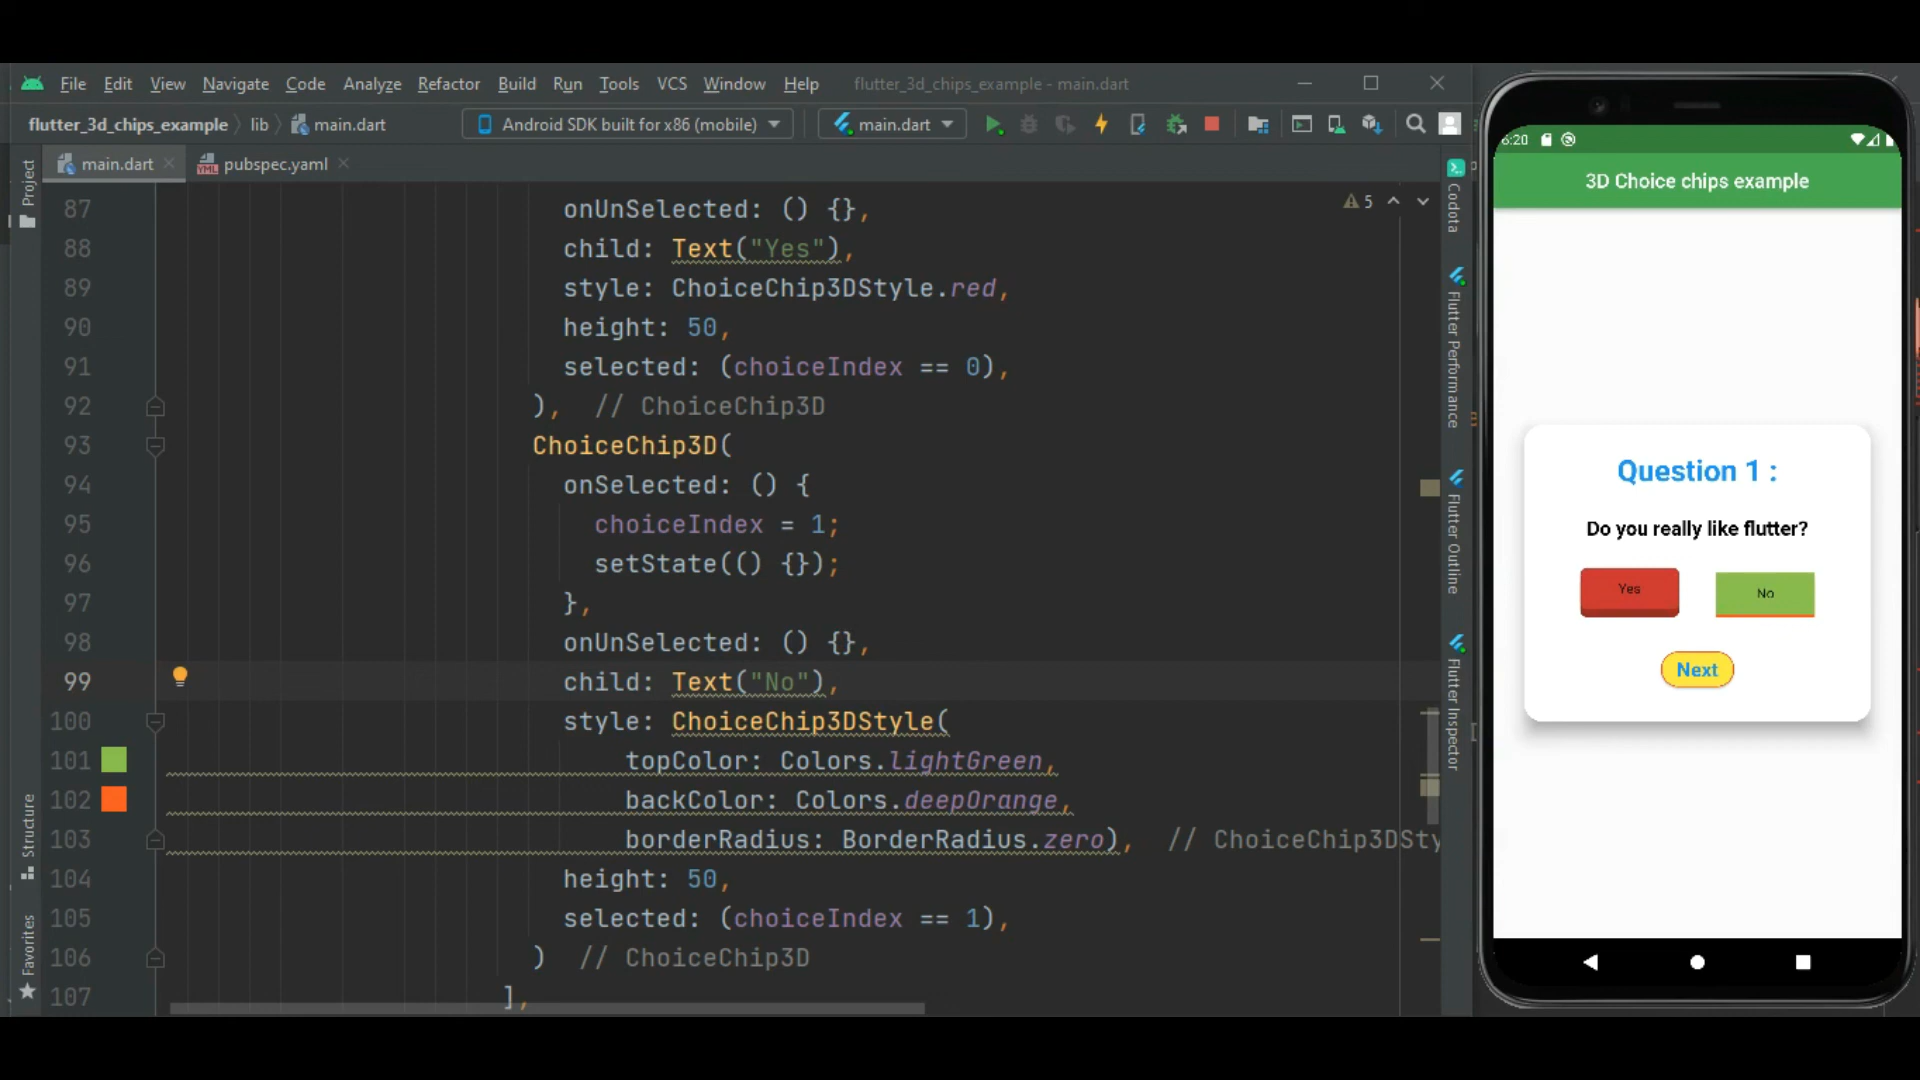 File Edit View Navigate Code Analyze Refactor Build Run Tools VCS Window Help flutter_3d_chips_example - main.dart
flutter_3d_chips_example lib main.dart Android SDK built for x86 (mobile) main.dart
Project
main.dart pubspec.yaml
5
87 onUnSelected: () {},
88 child: Text("Yes"),
89 style: ChoiceChip3DStyle.red,
90 height: 50,
91 selected: (choiceIndex == 0),
92 ), // ChoiceChip3D
93 ChoiceChip3D(
94 onSelected: () {
95 choiceIndex = 1;
96 setState(() {});
97 },
98 onUnSelected: () {},
99 child: Text("No"),
100 style: ChoiceChip3DStyle(
101 topColor: Colors.lightGreen,
102 backColor: Colors.deepOrange,
103 borderRadius: BorderRadius.zero), // ChoiceChip3DSty
104 height: 50,
105 selected: (choiceIndex == 1),
106 ) // ChoiceChip3D
107 ],
Structure
Favorites
Codota
Flutter Performance
Flutter Outline
Flutter Inspector
6:20
3D Choice chips example
Question 1 :
Do you really like flutter?
Yes No
Next